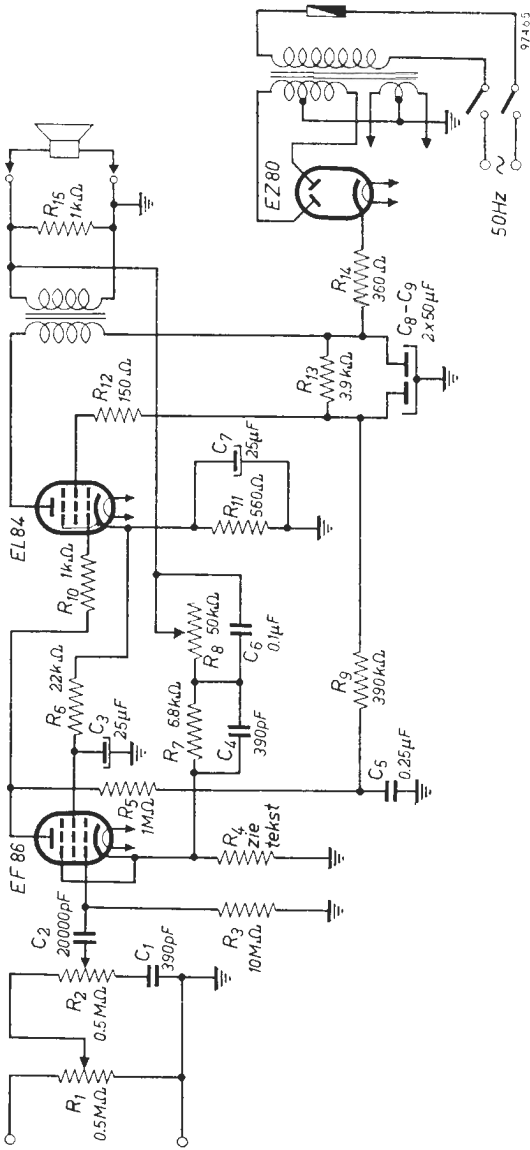 R1
0.5MΩ
R2
0.5MΩ
C1
390pF
C2
20000pF
EF86
R3
10MΩ
R4
zie
tekst
R5
1MΩ
C3
25µF
R6
22kΩ
R7
6.8kΩ
C4
390pF
R8
50kΩ
C6
0.1µF
C5
0.25µF
R9
390kΩ
R10
1kΩ
EL84
C7
25µF
R11
560Ω
R12
150Ω
R13
3.9kΩ
C8-C9
2x50µF
R14
360Ω
R15
1kΩ
EZ80
50Hz
~
97465